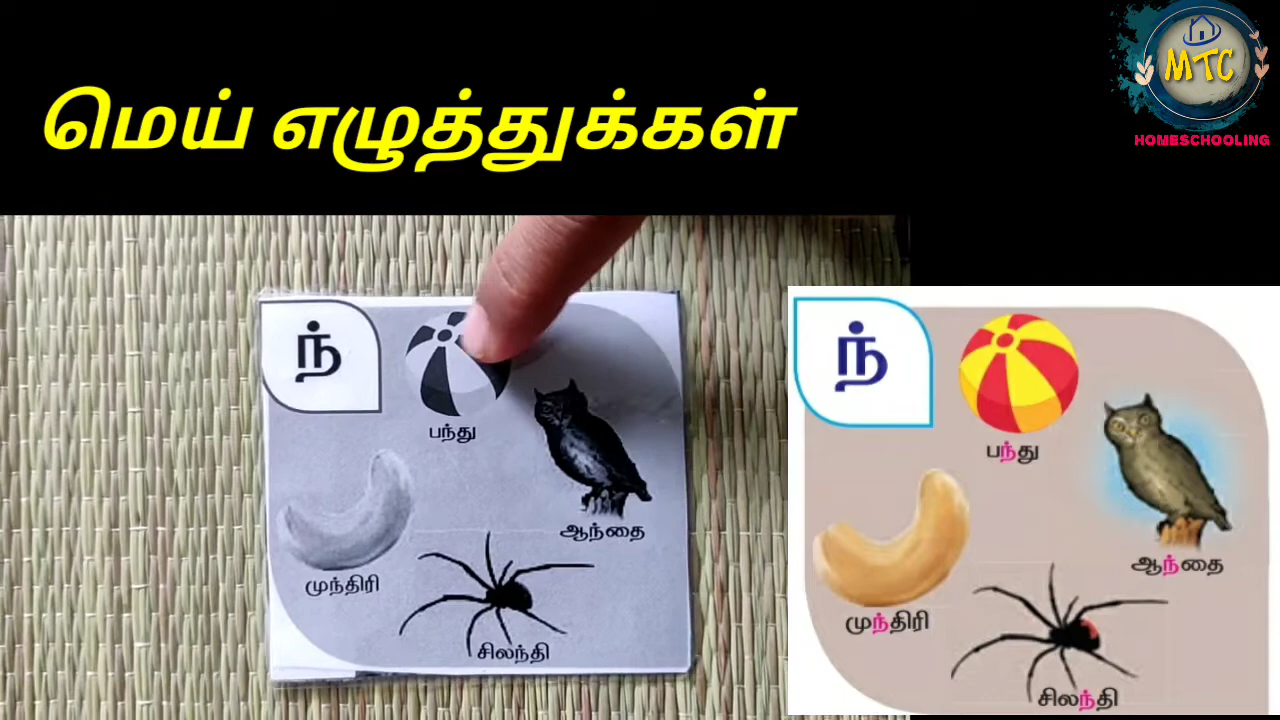 மெய் எழுத்துக்கள்
MTC
HOMESCHOOLING
ந்
பந்து
ஆந்தை
முந்திரி
சிலந்தி
ந்
பந்து
ஆந்தை
முந்திரி
சிலந்தி